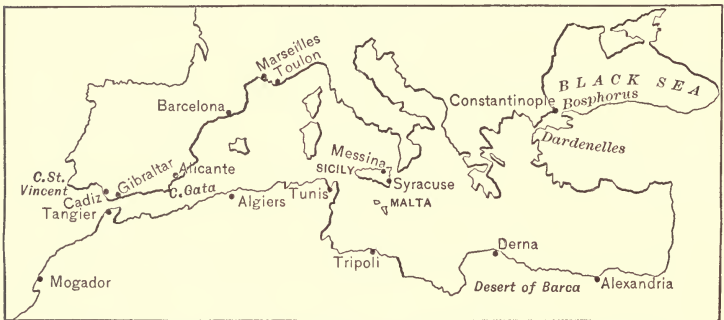 Marseilles
Toulon
BLACK SEA
Constantinople
Bosphorus
Barcelona
Dardenelles
Messina
C. St.
Vincent
Gibraltar
Alicante
SICILY
Syracuse
Cadiz
C. Gata
Tunis
Tangier
Algiers
MALTA
Derna
Tripoli
Mogador
Desert of Barca
Alexandria